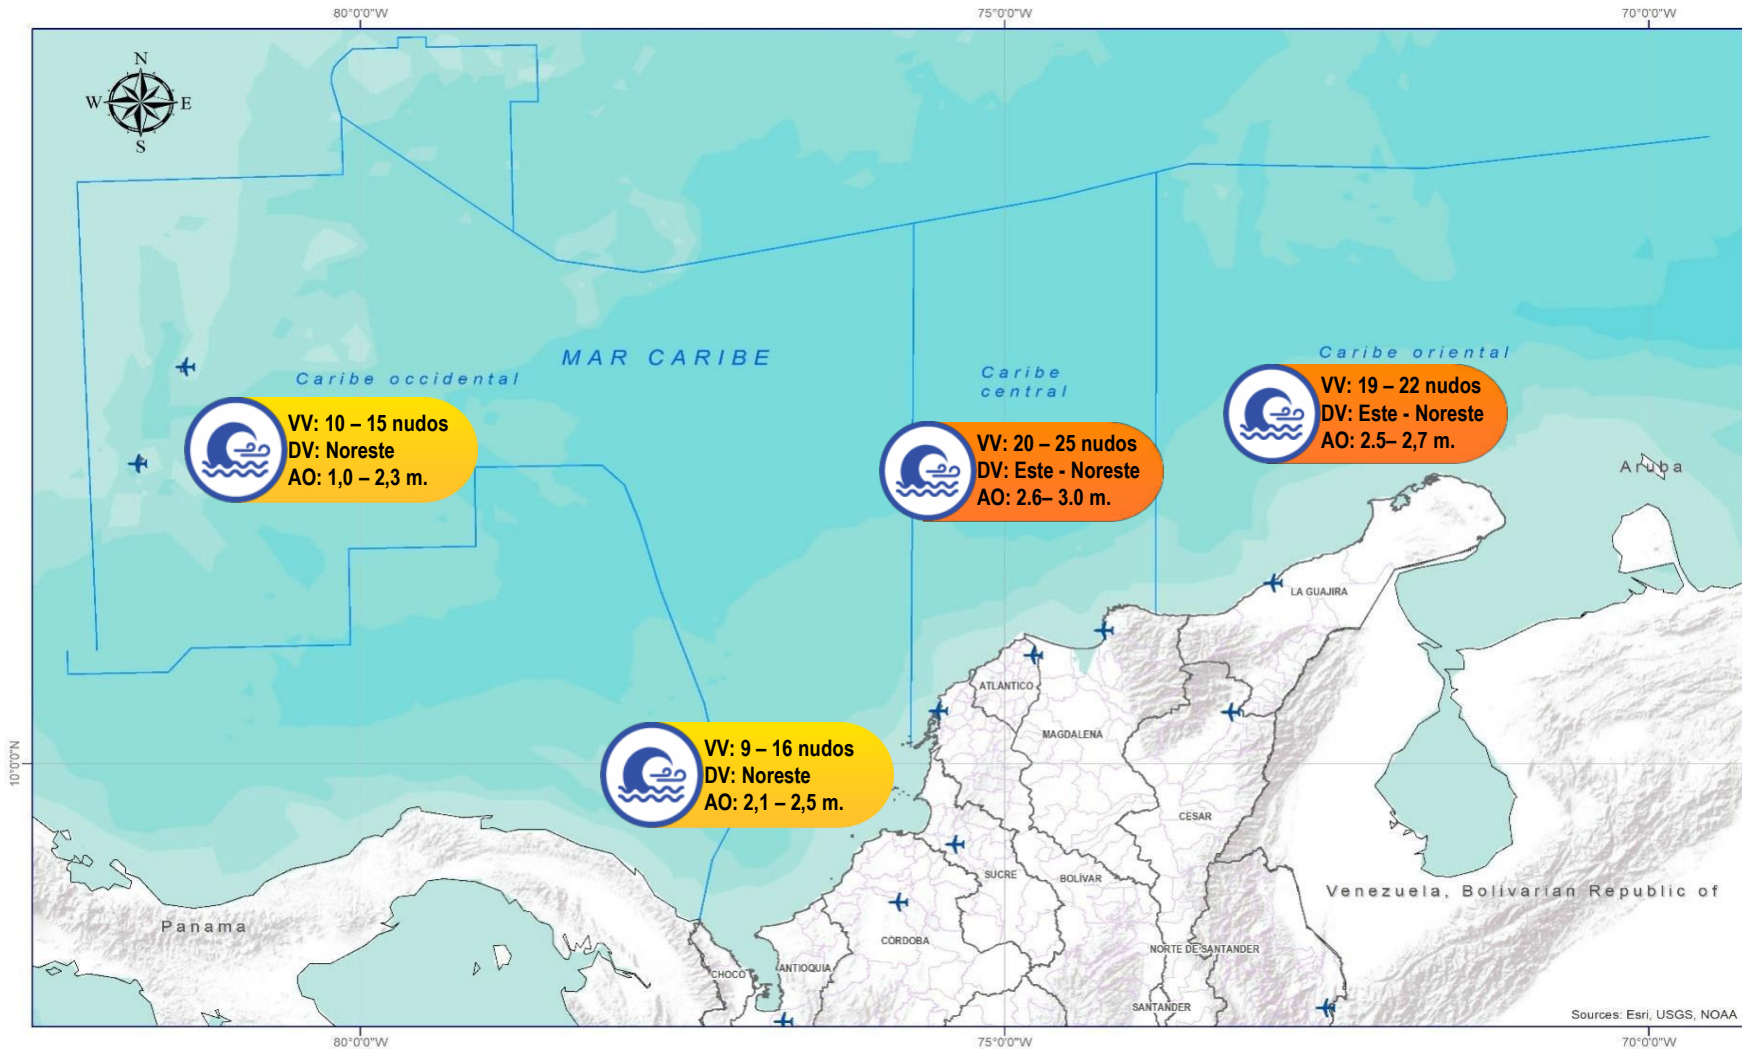 80°0'0"W
75°0'0"W
70°0'0"W
N
W
E
S
MAR CARIBE
Caribe occidental
Caribe
central
Caribe oriental
VV: 10 – 15 nudos
DV: Noreste
AO: 1,0 – 2,3 m.
VV: 20 – 25 nudos
DV: Este - Noreste
AO: 2.6– 3.0 m.
VV: 19 – 22 nudos
DV: Este - Noreste
AO: 2.5– 2,7 m.
Aruba
LA GUAJIRA
ATLÁNTICO
MAGDALENA
VV: 9 – 16 nudos
DV: Noreste
AO: 2,1 – 2,5 m.
10°0'0"N
CESAR
SUCRE
BOLÍVAR
Venezuela, Bolivarian Republic of
Panama
CÓRDOBA
NORTE DE SANTANDER
CHOCO
ANTIOQUIA
SANTANDER
Sources: Esri, USGS, NOAA
80°0'0"W
75°0'0"W
70°0'0"W